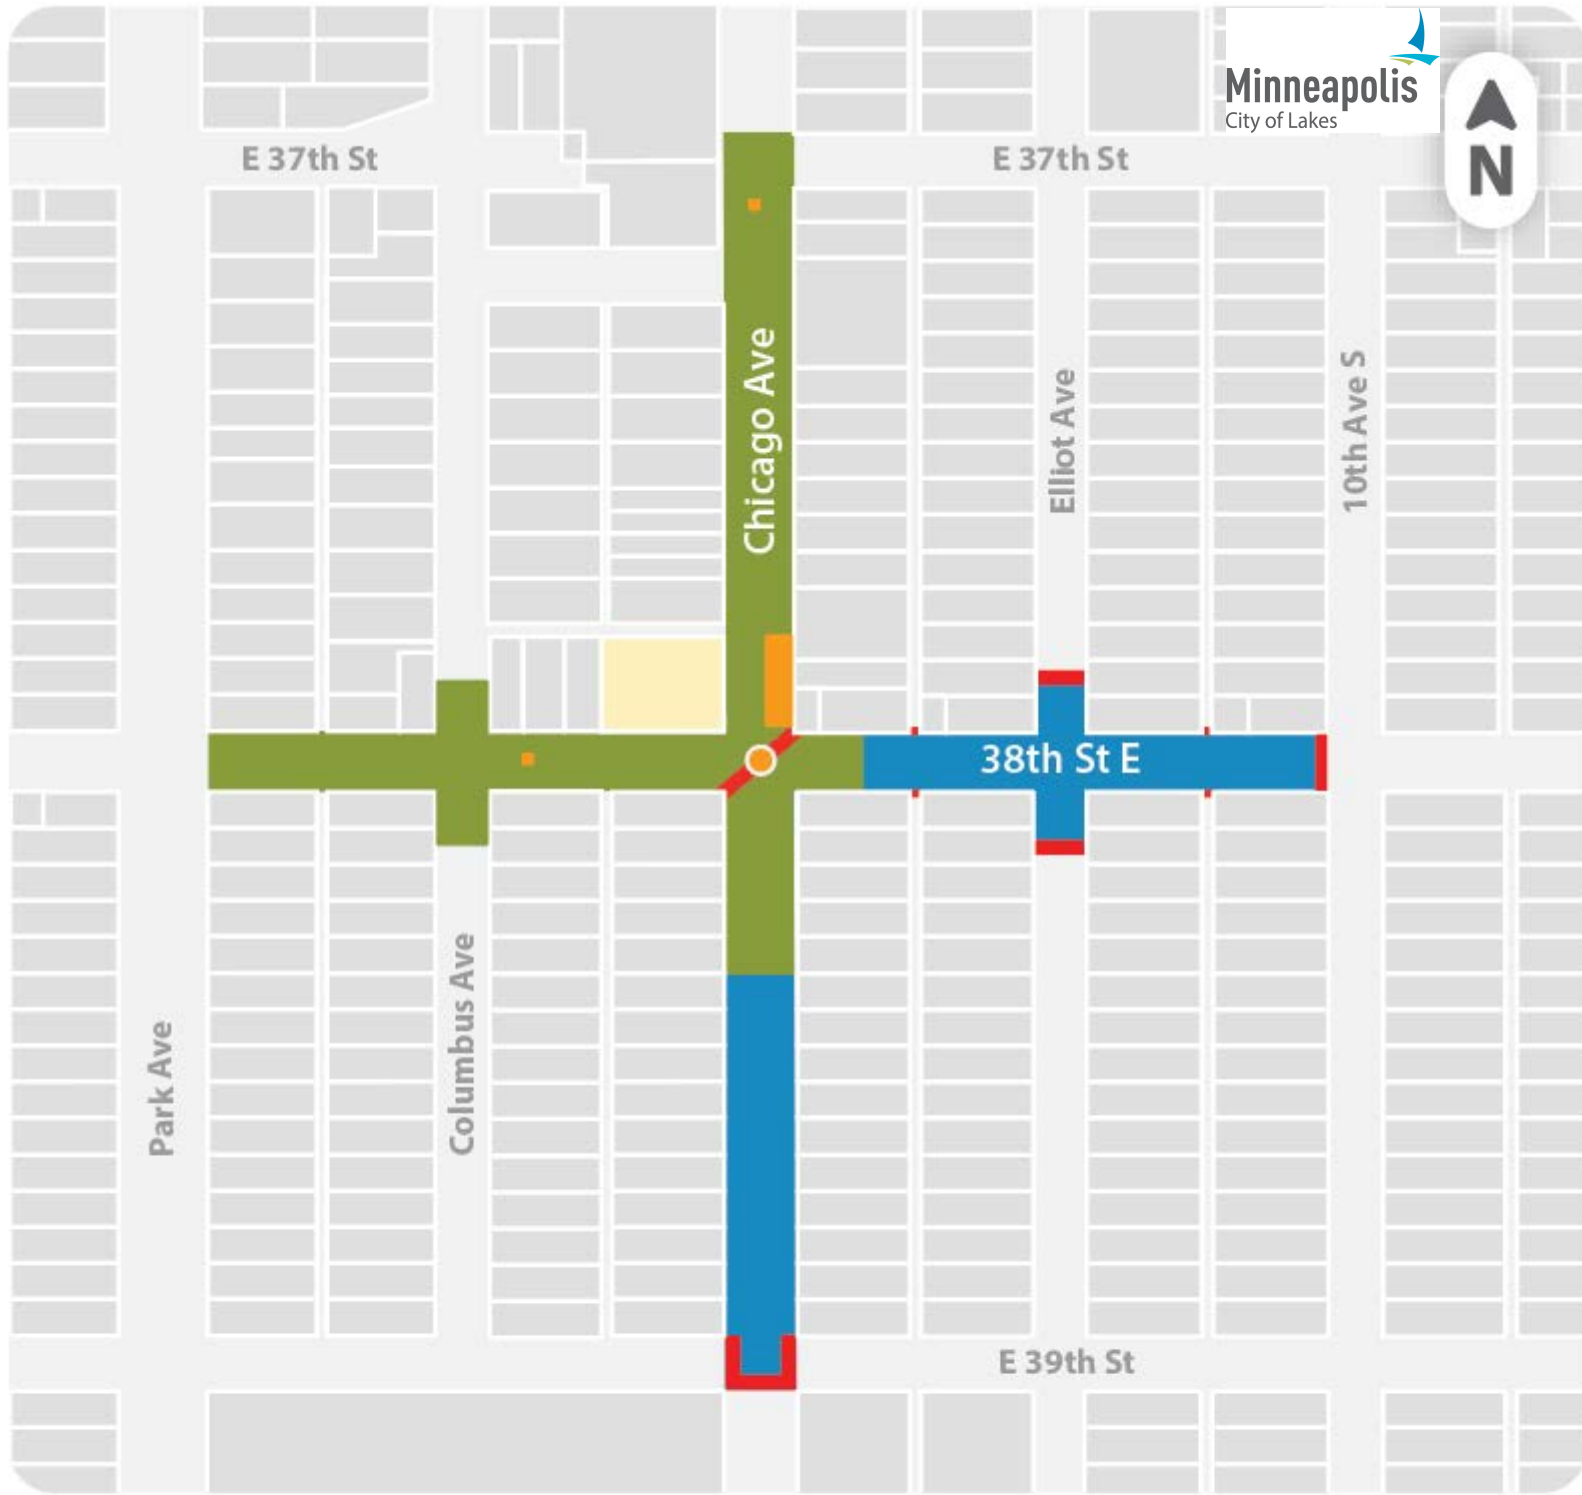 Minneapolis
City of Lakes
N
E 37th St
E 37th St
Chicago Ave
Elliot Ave
10th Ave S
38th St E
Columbus Ave
Park Ave
E 39th St